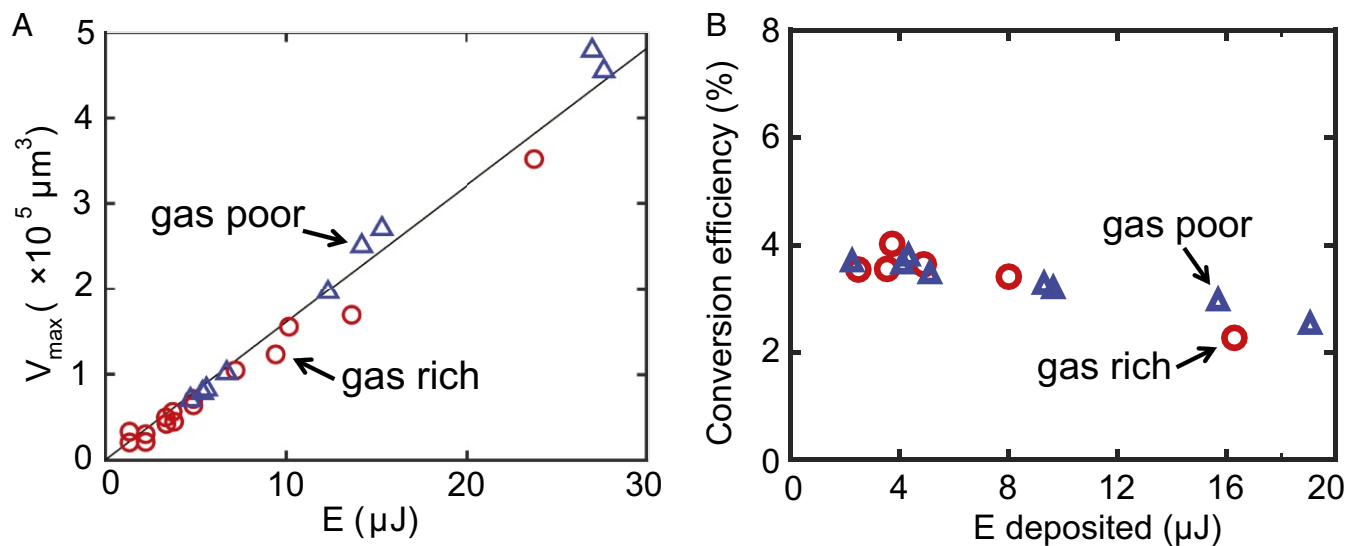 A
V_max ( ×10^5 μm^3)
5
4
3
2
1
0
gas poor
gas rich
0 10 20 30
E (μJ)
B
Conversion efficiency (%)
8
6
4
2
0
gas poor
gas rich
0 4 8 12 16 20
E deposited (μJ)